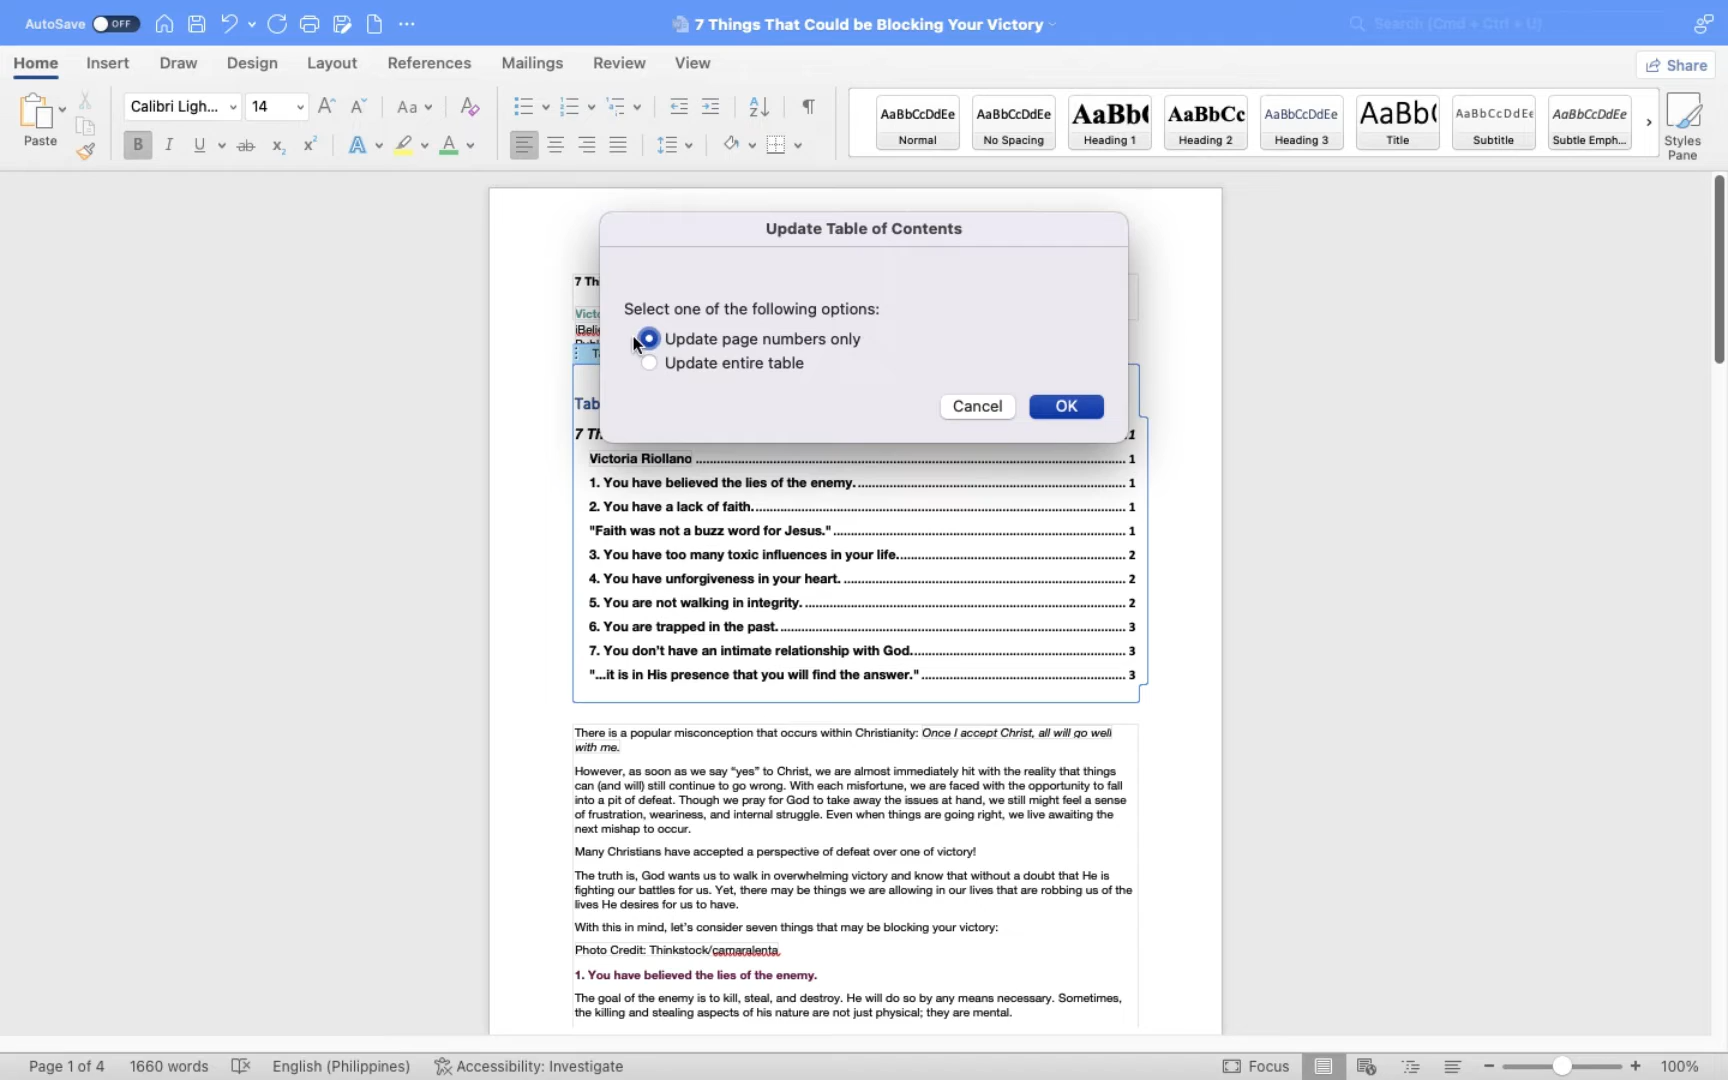 AutoSave OFF
7 Things That Could be Blocking Your Victory
Search (Cmd + Ctrl + U)
Home Insert Draw Design Layout References Mailings Review View
Share
Paste
Calibri Ligh... 14
AaBbCcDdEe Normal
AaBbCcDdEe No Spacing
AaBb( Heading 1
AaBbCc Heading 2
AaBbCcDdEe Heading 3
AaBb( Title
AaBbCcDdEe Subtitle
AaBbCcDdEe Subtle Emph...
Styles Pane
Update Table of Contents
Select one of the following options:
Update page numbers only
Update entire table
Cancel OK
7 Th
Victo
iBelie
Tab
7 Th 1
Victoria Riollano 1
1. You have believed the lies of the enemy. 1
2. You have a lack of faith. 1
"Faith was not a buzz word for Jesus." 1
3. You have too many toxic influences in your life. 2
4. You have unforgiveness in your heart. 2
5. You are not walking in integrity. 2
6. You are trapped in the past. 3
7. You don't have an intimate relationship with God. 3
"...it is in His presence that you will find the answer." 3
There is a popular misconception that occurs within Christianity: Once I accept Christ, all will go well
with me.
However, as soon as we say “yes” to Christ, we are almost immediately hit with the reality that things
can (and will) still continue to go wrong. With each misfortune, we are faced with the opportunity to fall
into a pit of defeat. Though we pray for God to take away the issues at hand, we still might feel a sense
of frustration, weariness, and internal struggle. Even when things are going right, we live awaiting the
next mishap to occur.
Many Christians have accepted a perspective of defeat over one of victory!
The truth is, God wants us to walk in overwhelming victory and know that without a doubt that He is
fighting our battles for us. Yet, there may be things we are allowing in our lives that are robbing us of the
lives He desires for us to have.
With this in mind, let’s consider seven things that may be blocking your victory:
Photo Credit: Thinkstock/camaralenta
1. You have believed the lies of the enemy.
The goal of the enemy is to kill, steal, and destroy. He will do so by any means necessary. Sometimes,
the killing and stealing aspects of his nature are not just physical; they are mental.
Page 1 of 4 1660 words English (Philippines) Accessibility: Investigate Focus 100%